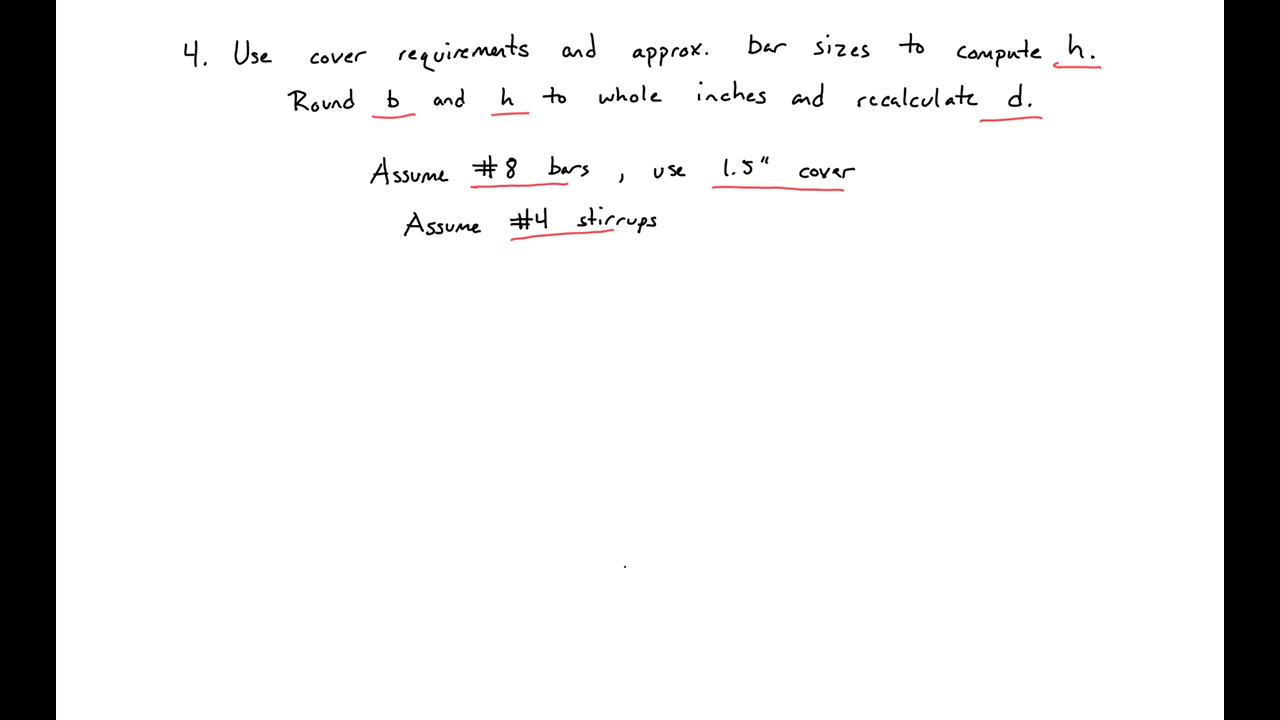 4. Use cover requirements and approx. bar sizes to compute h.
Round b and h to whole inches and recalculate d.
Assume #8 bars, use 1.5" cover
Assume #4 stirrups